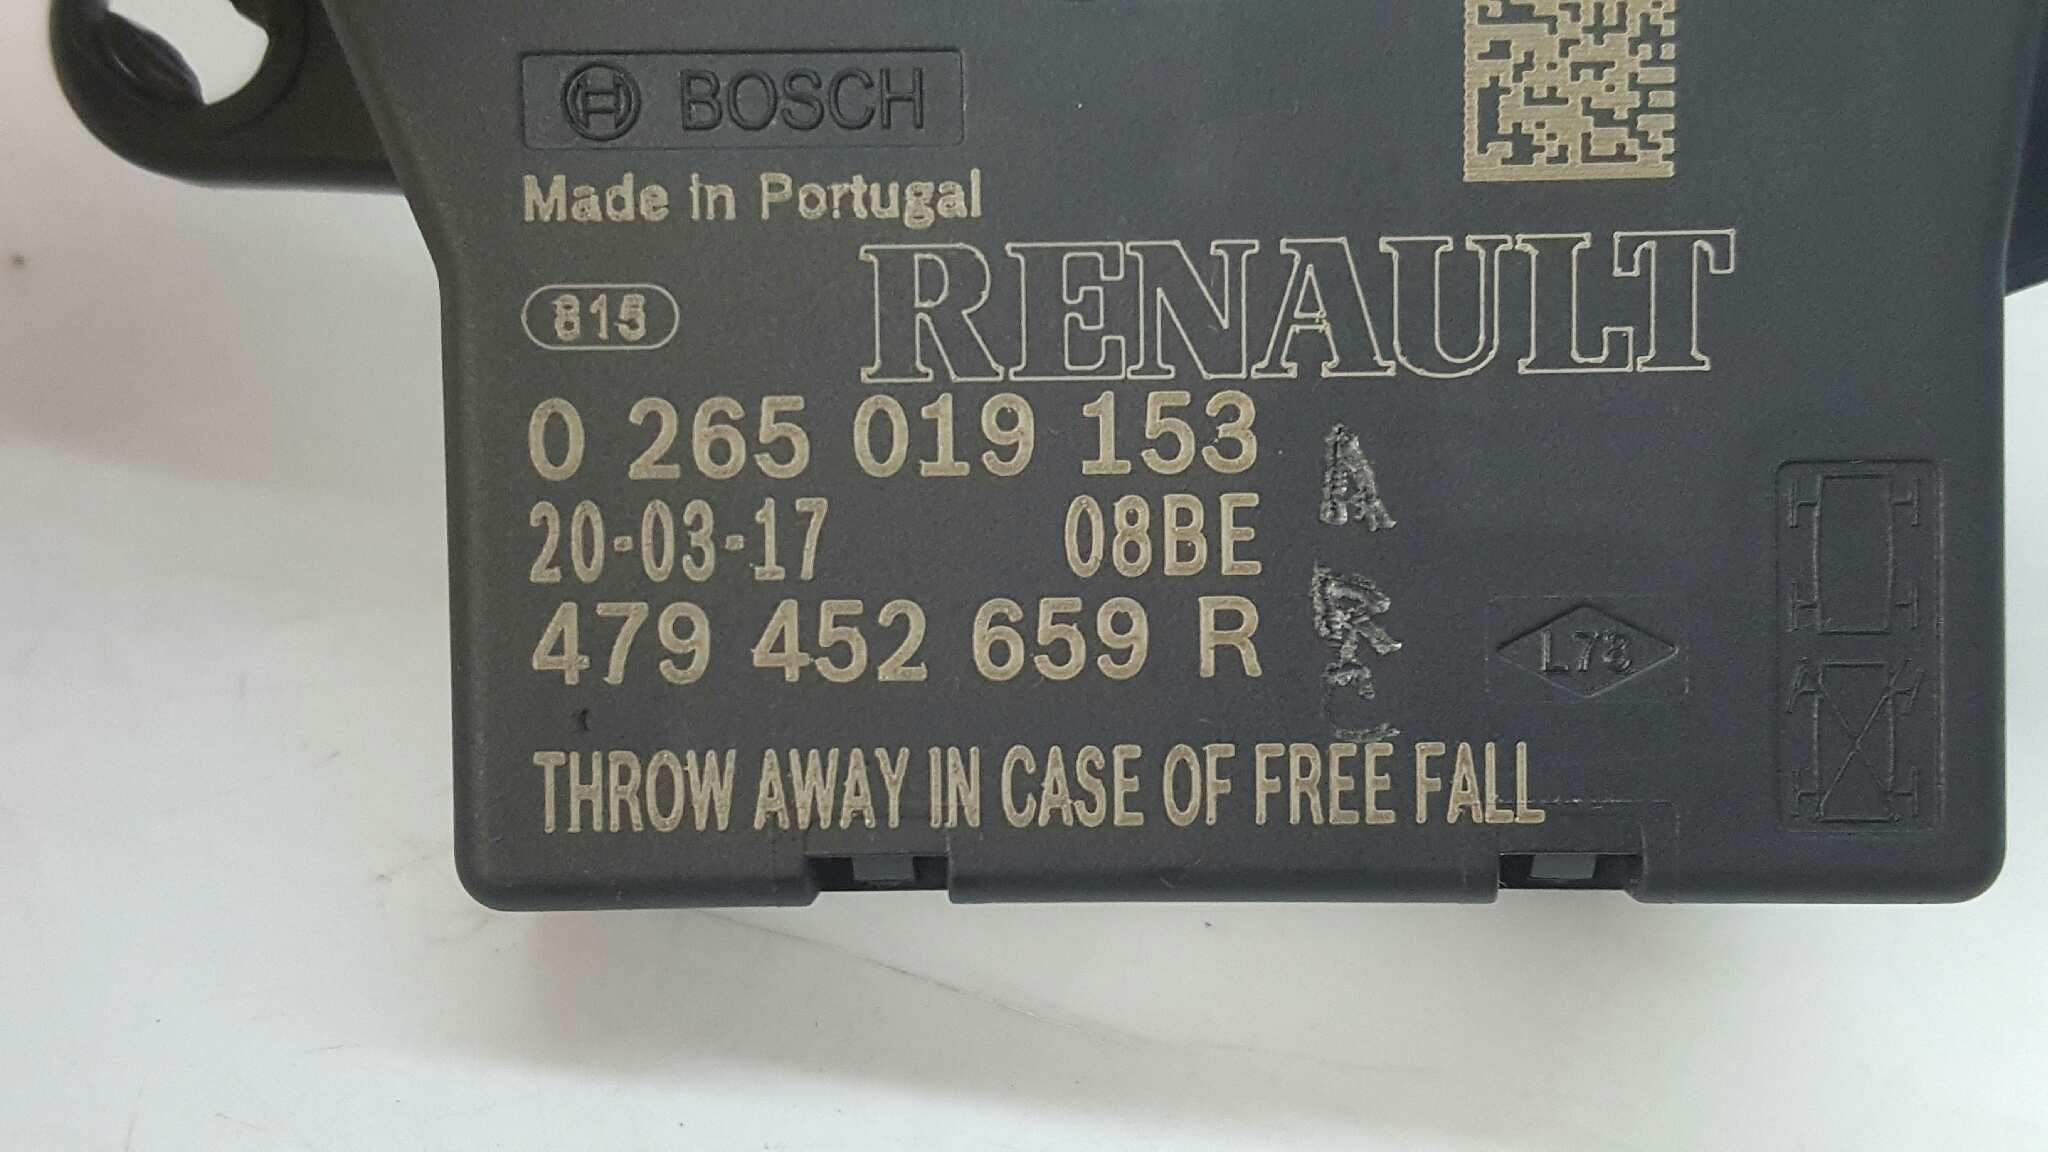 BOSCH
Made in Portugal
RENAULT
815
0 265 019 153
20-03-17 08BE
479 452 659 R
THROW AWAY IN CASE OF FREE FALL